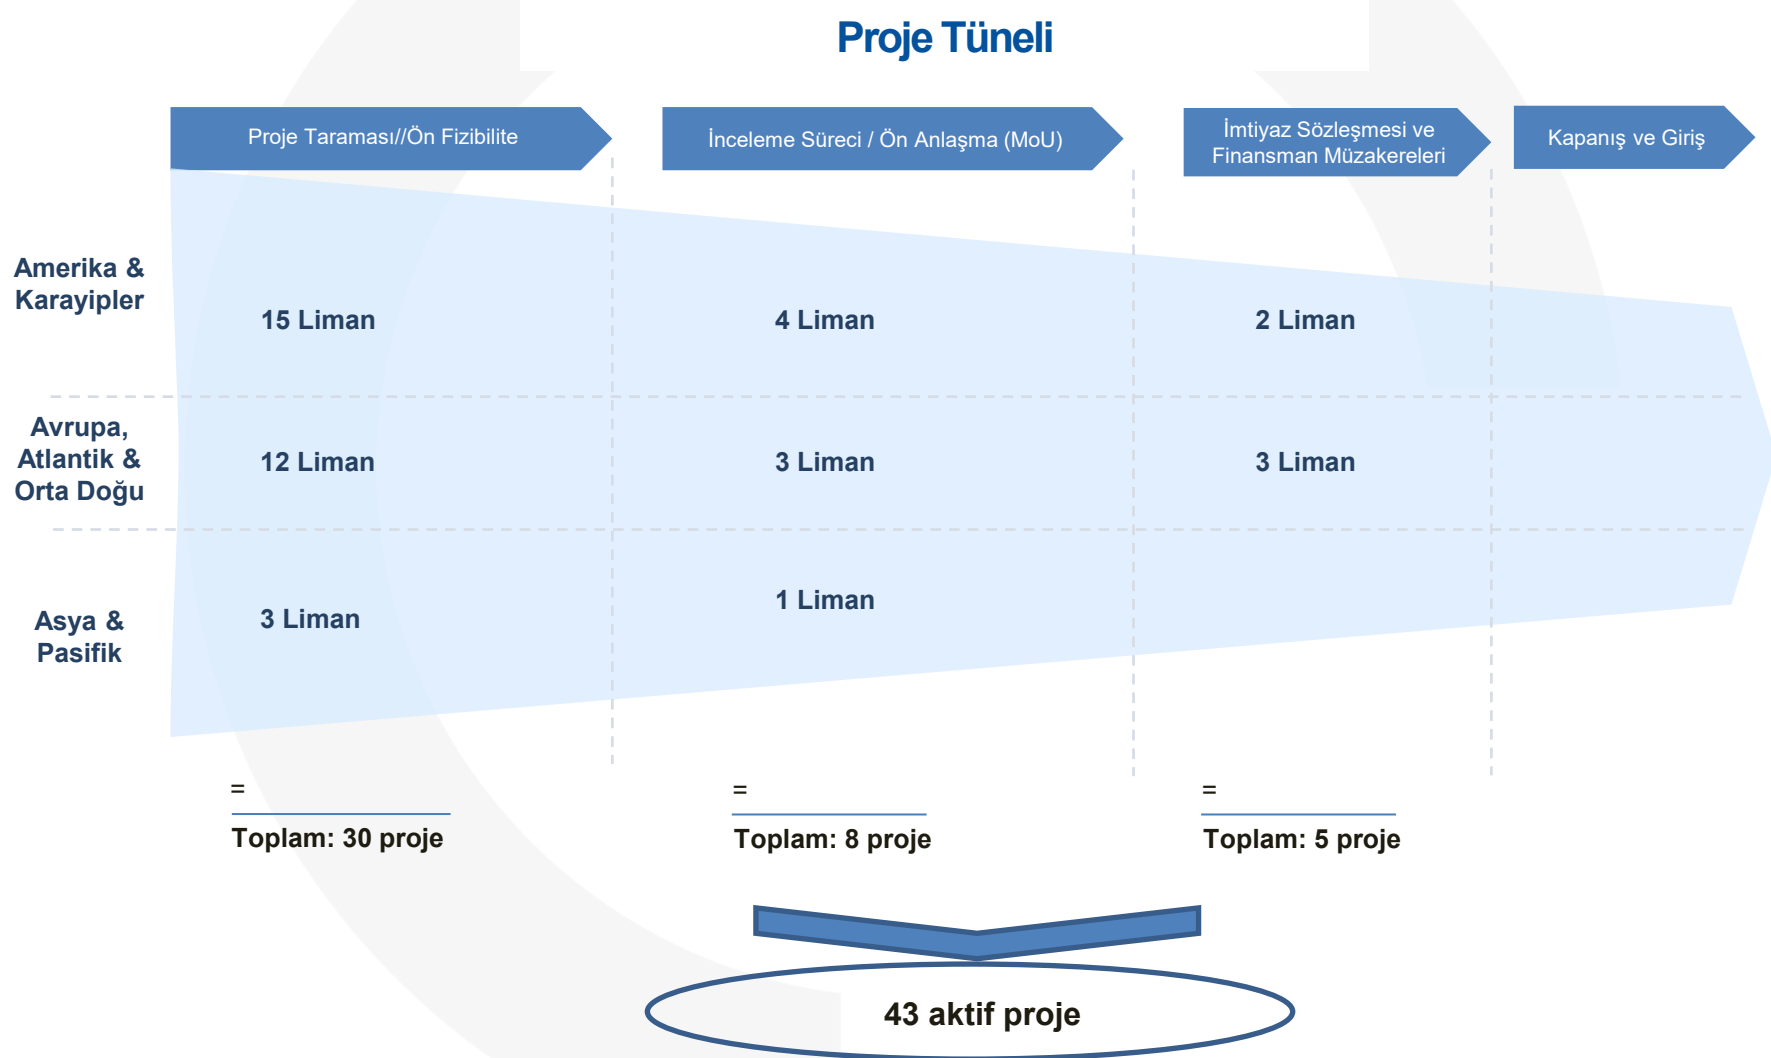 Proje Tüneli
Proje Taraması//Ön Fizibilite
İnceleme Süreci / Ön Anlaşma (MoU)
İmtiyaz Sözleşmesi ve
Finansman Müzakereleri
Kapanış ve Giriş
Amerika &
Karayipler
15 Liman
4 Liman
2 Liman
Avrupa,
Atlantik &
Orta Doğu
12 Liman
3 Liman
3 Liman
Asya &
Pasifik
3 Liman
1 Liman
=
=
=
Toplam: 30 proje
Toplam: 8 proje
Toplam: 5 proje
43 aktif proje